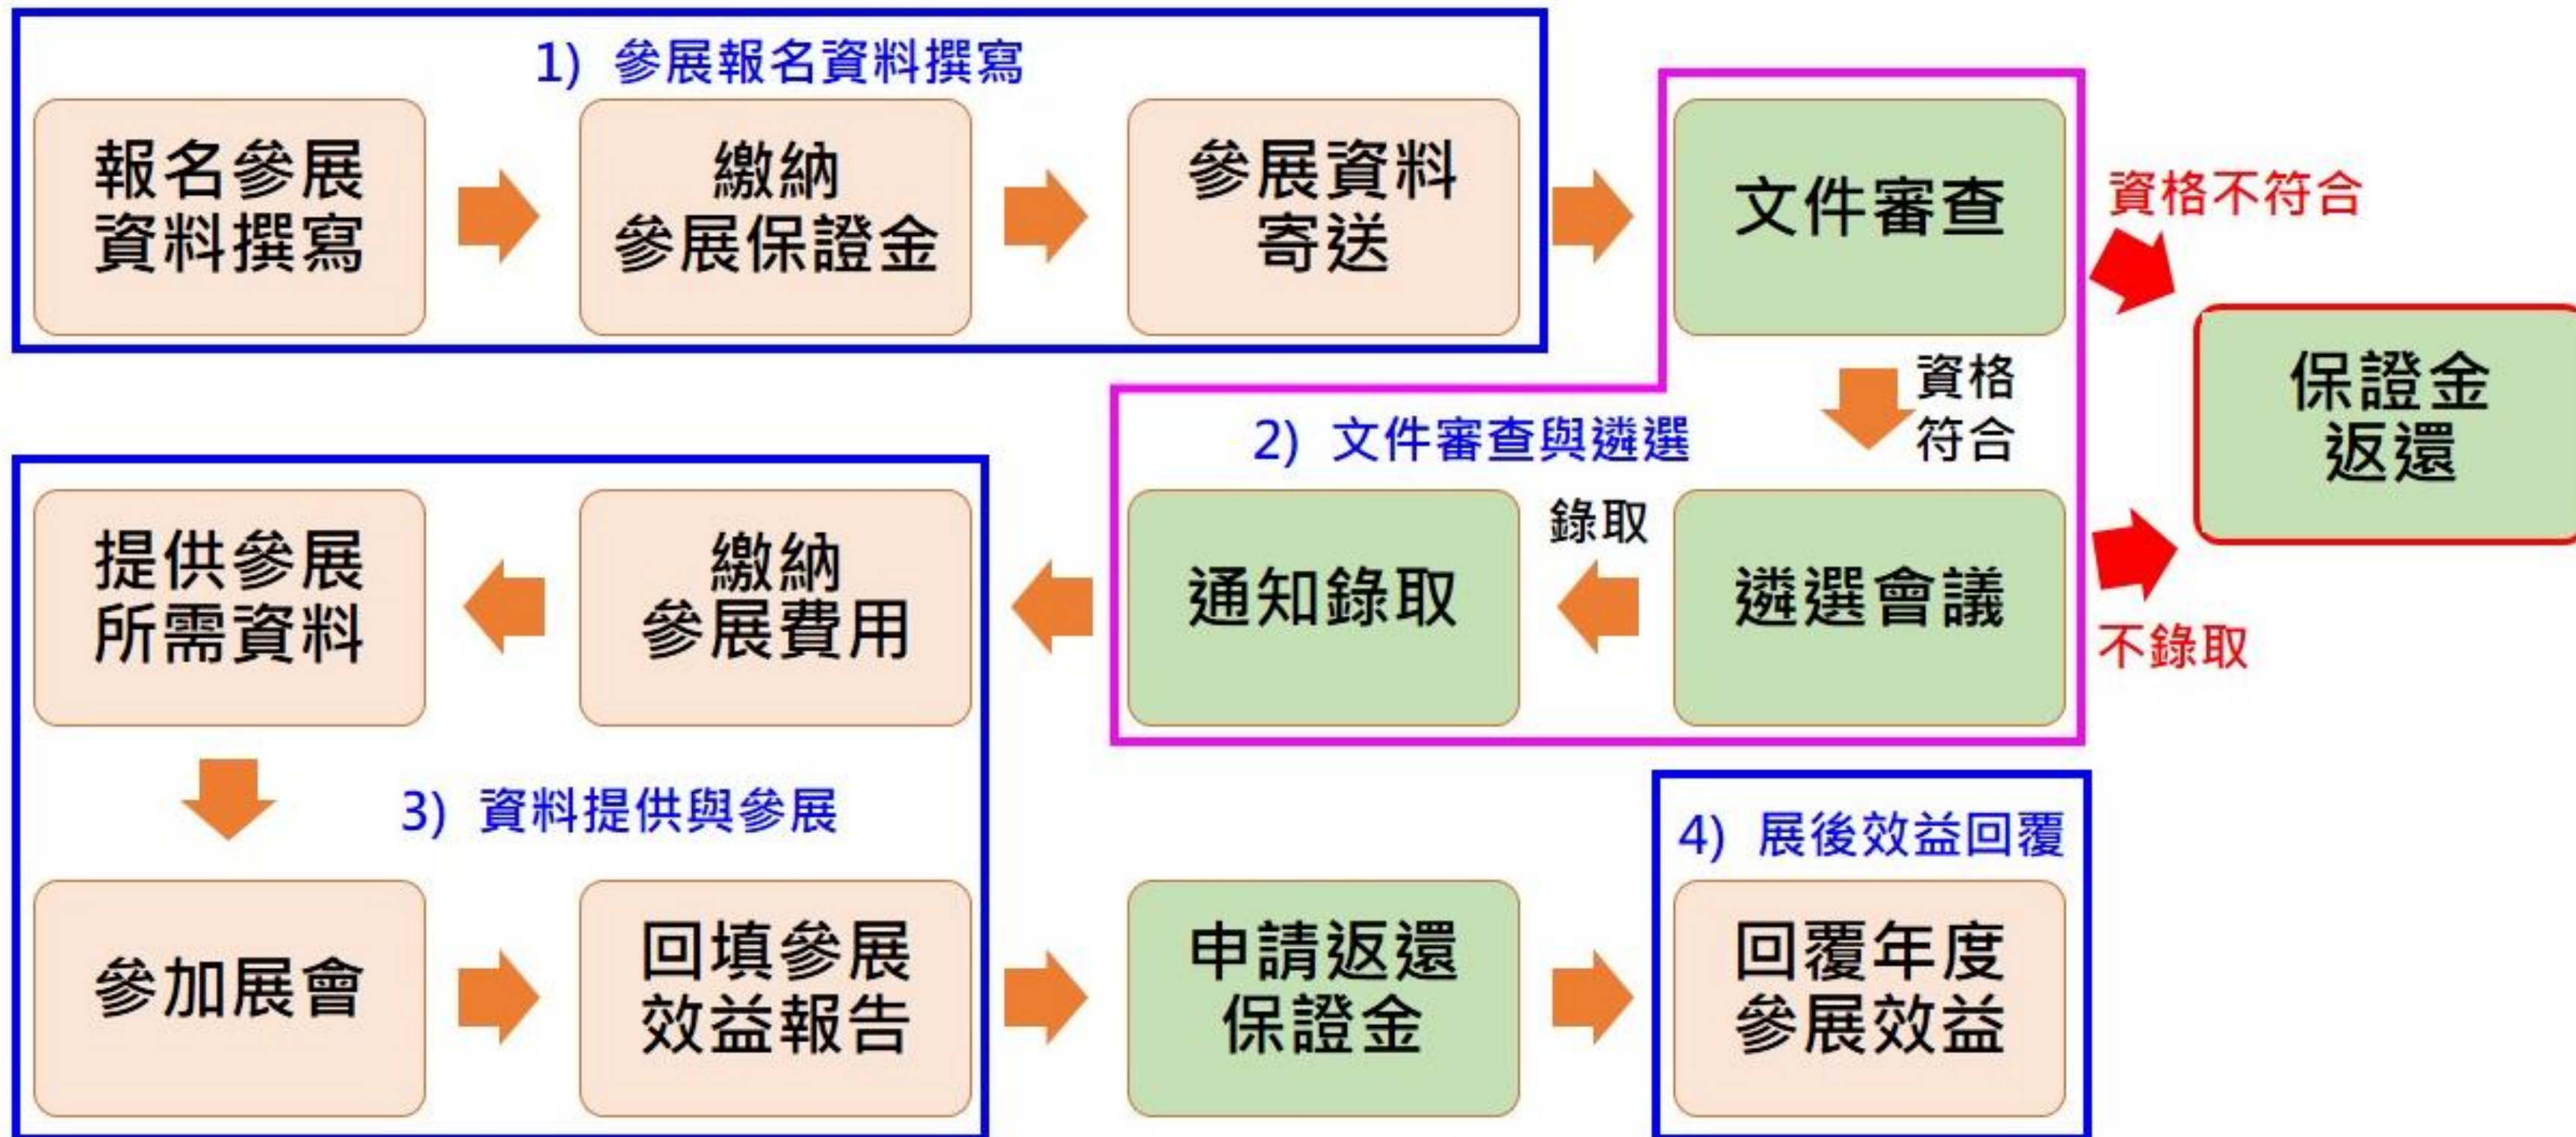 1) 參展報名資料撰寫
報名參展
資料撰寫
繳納
參展保證金
參展資料
寄送
文件審查
資格不符合
保證金
返還
資格
符合
2) 文件審查與遴選
遴選會議
不錄取
錄取
通知錄取
繳納
參展費用
提供參展
所需資料
3) 資料提供與參展
參加展會
回填參展
效益報告
申請返還
保證金
4) 展後效益回覆
回覆年度
參展效益